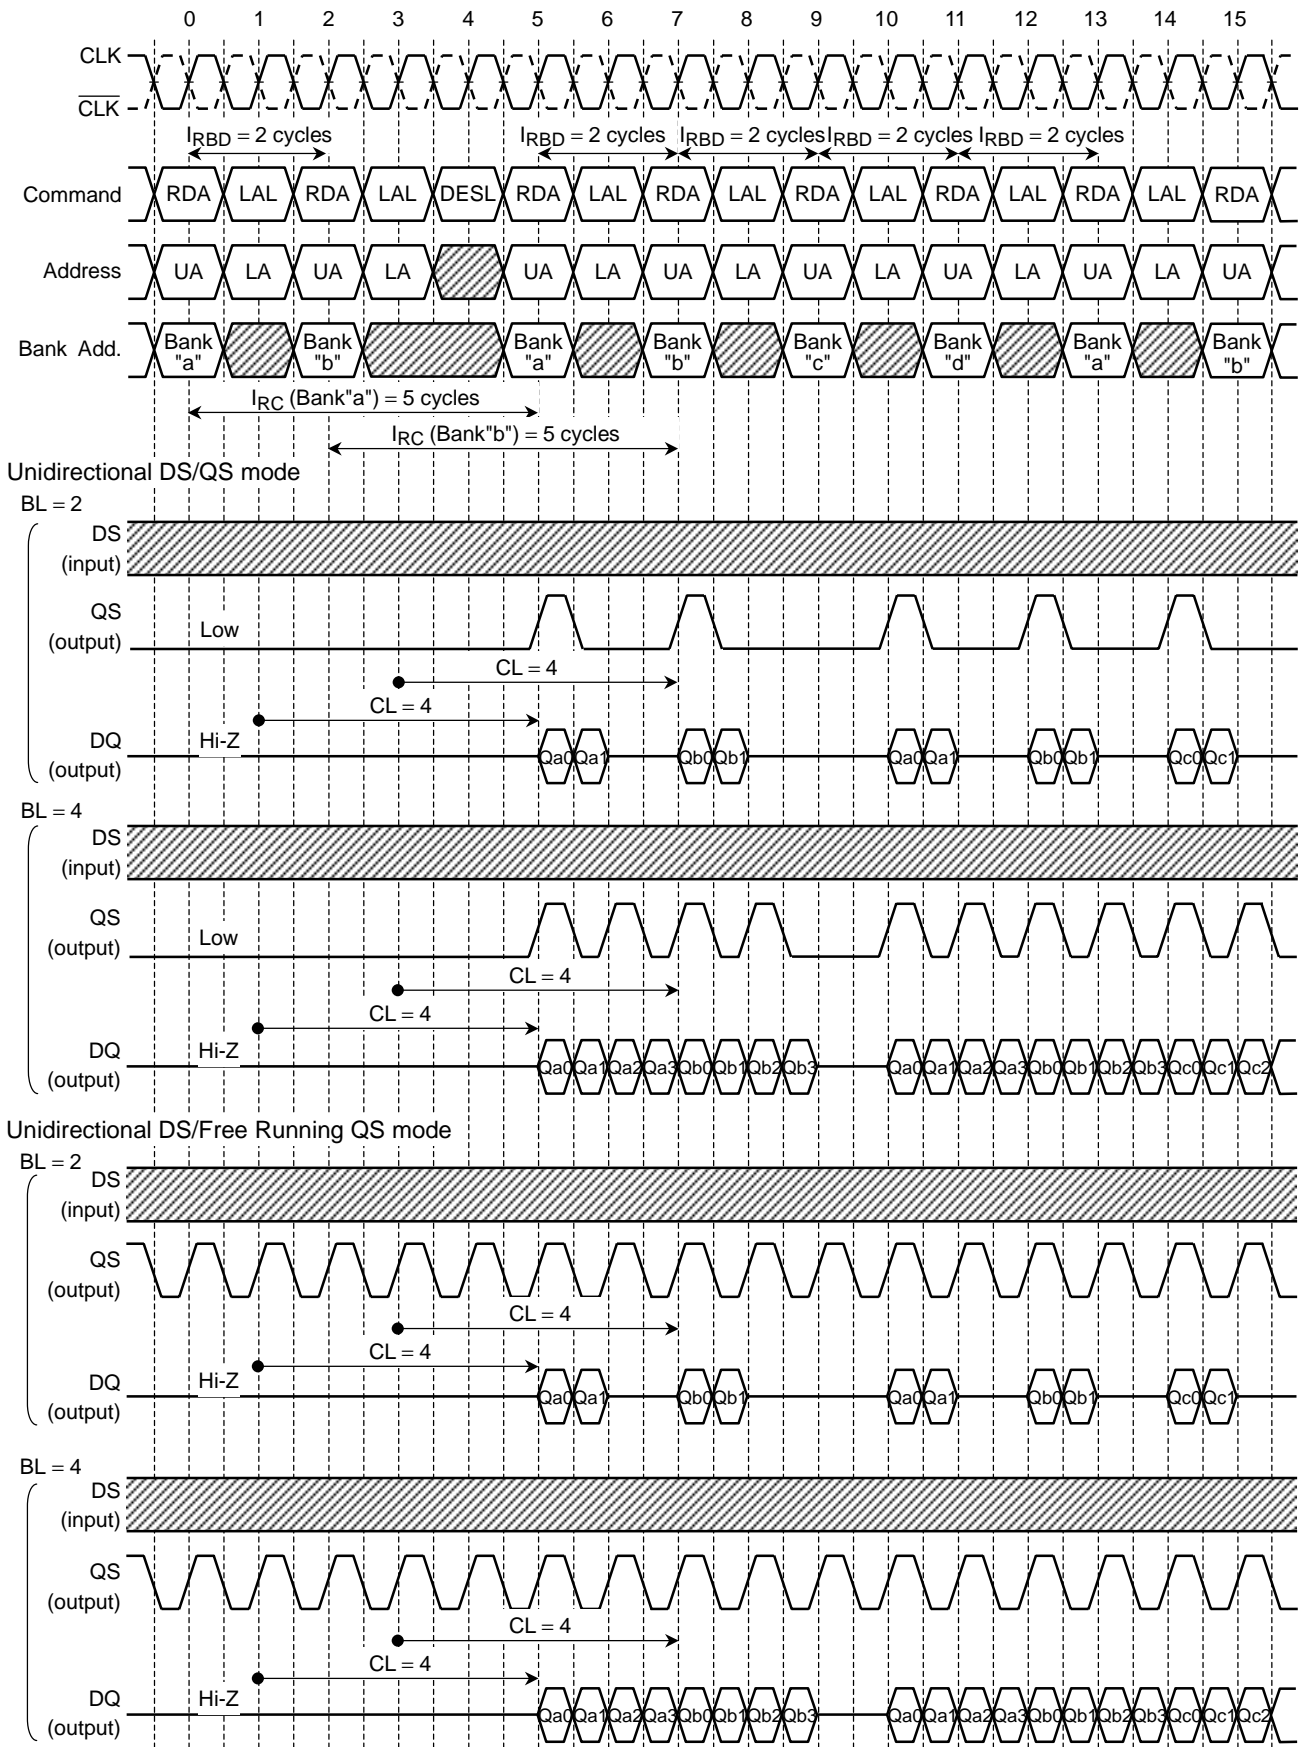 0 1 2 3 4 5 6 7 8 9 10 11 12 13 14 15
CLK
CLK
IRBD = 2 cycles IRBD = 2 cycles IRBD = 2 cycles IRBD = 2 cycles IRBD = 2 cycles
Command RDA LAL RDA LAL DESL RDA LAL RDA LAL RDA LAL RDA LAL RDA LAL RDA
Address UA LA UA LA UA LA UA LA UA LA UA LA UA LA UA
Bank Add. Bank "a" Bank "b" Bank "a" Bank "b" Bank "c" Bank "d" Bank "a" Bank "b"
IRC (Bank"a") = 5 cycles
IRC (Bank"b") = 5 cycles
Unidirectional DS/QS mode
BL = 2
DS
(input)
QS
(output) Low
CL = 4
CL = 4
DQ Hi-Z
(output) Qa0 Qa1 Qb0 Qb1 Qa0 Qa1 Qb0 Qb1 Qc0 Qc1
BL = 4
DS
(input)
QS
(output) Low
CL = 4
CL = 4
DQ Hi-Z
(output) Qa0 Qa1 Qa2 Qa3 Qb0 Qb1 Qb2 Qb3 Qa0 Qa1 Qa2 Qa3 Qb0 Qb1 Qb2 Qb3 Qc0 Qc1 Qc2
Unidirectional DS/Free Running QS mode
BL = 2
DS
(input)
QS
(output)
CL = 4
CL = 4
DQ Hi-Z
(output) Qa0 Qa1 Qb0 Qb1 Qa0 Qa1 Qb0 Qb1 Qc0 Qc1
BL = 4
DS
(input)
QS
(output)
CL = 4
CL = 4
DQ Hi-Z
(output) Qa0 Qa1 Qa2 Qa3 Qb0 Qb1 Qb2 Qb3 Qa0 Qa1 Qa2 Qa3 Qb0 Qb1 Qb2 Qb3 Qc0 Qc1 Qc2